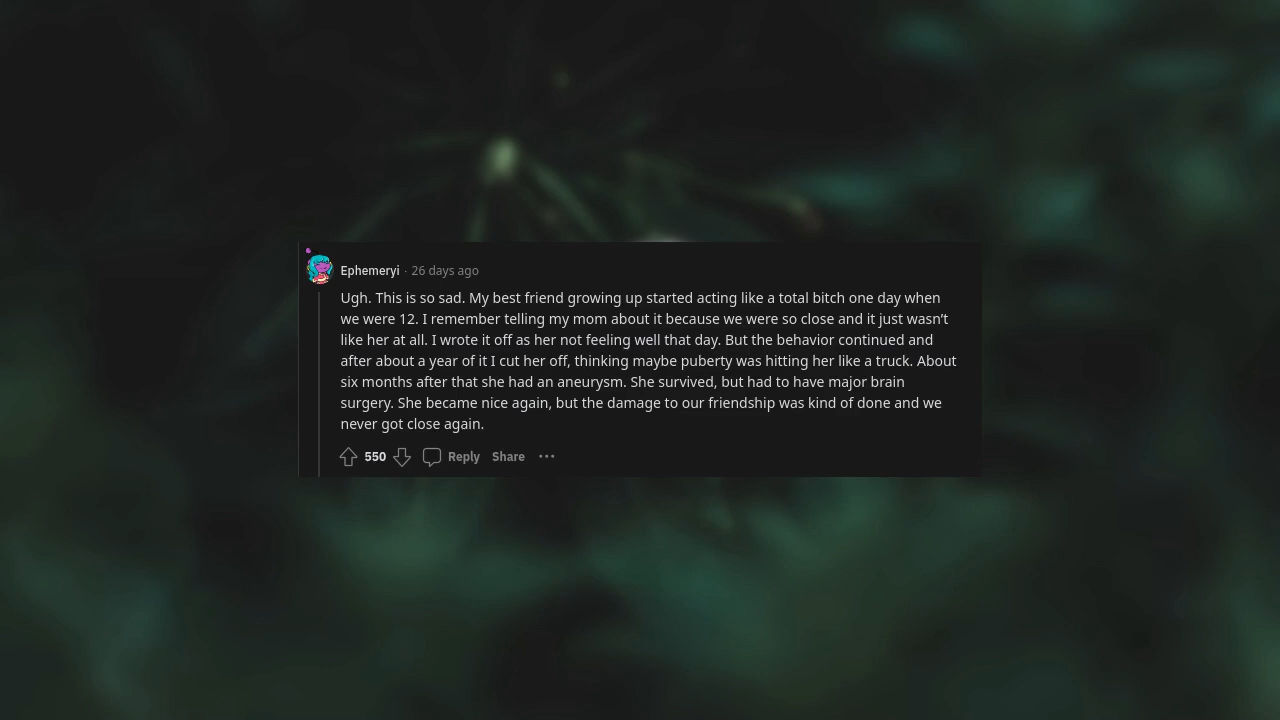 Ephemeryi · 26 days ago
Ugh. This is so sad. My best friend growing up started acting like a total bitch one day when
we were 12. I remember telling my mom about it because we were so close and it just wasn’t
like her at all. I wrote it off as her not feeling well that day. But the behavior continued and
after about a year of it I cut her off, thinking maybe puberty was hitting her like a truck. About
six months after that she had an aneurysm. She survived, but had to have major brain
surgery. She became nice again, but the damage to our friendship was kind of done and we
never got close again.
550 Reply Share ···